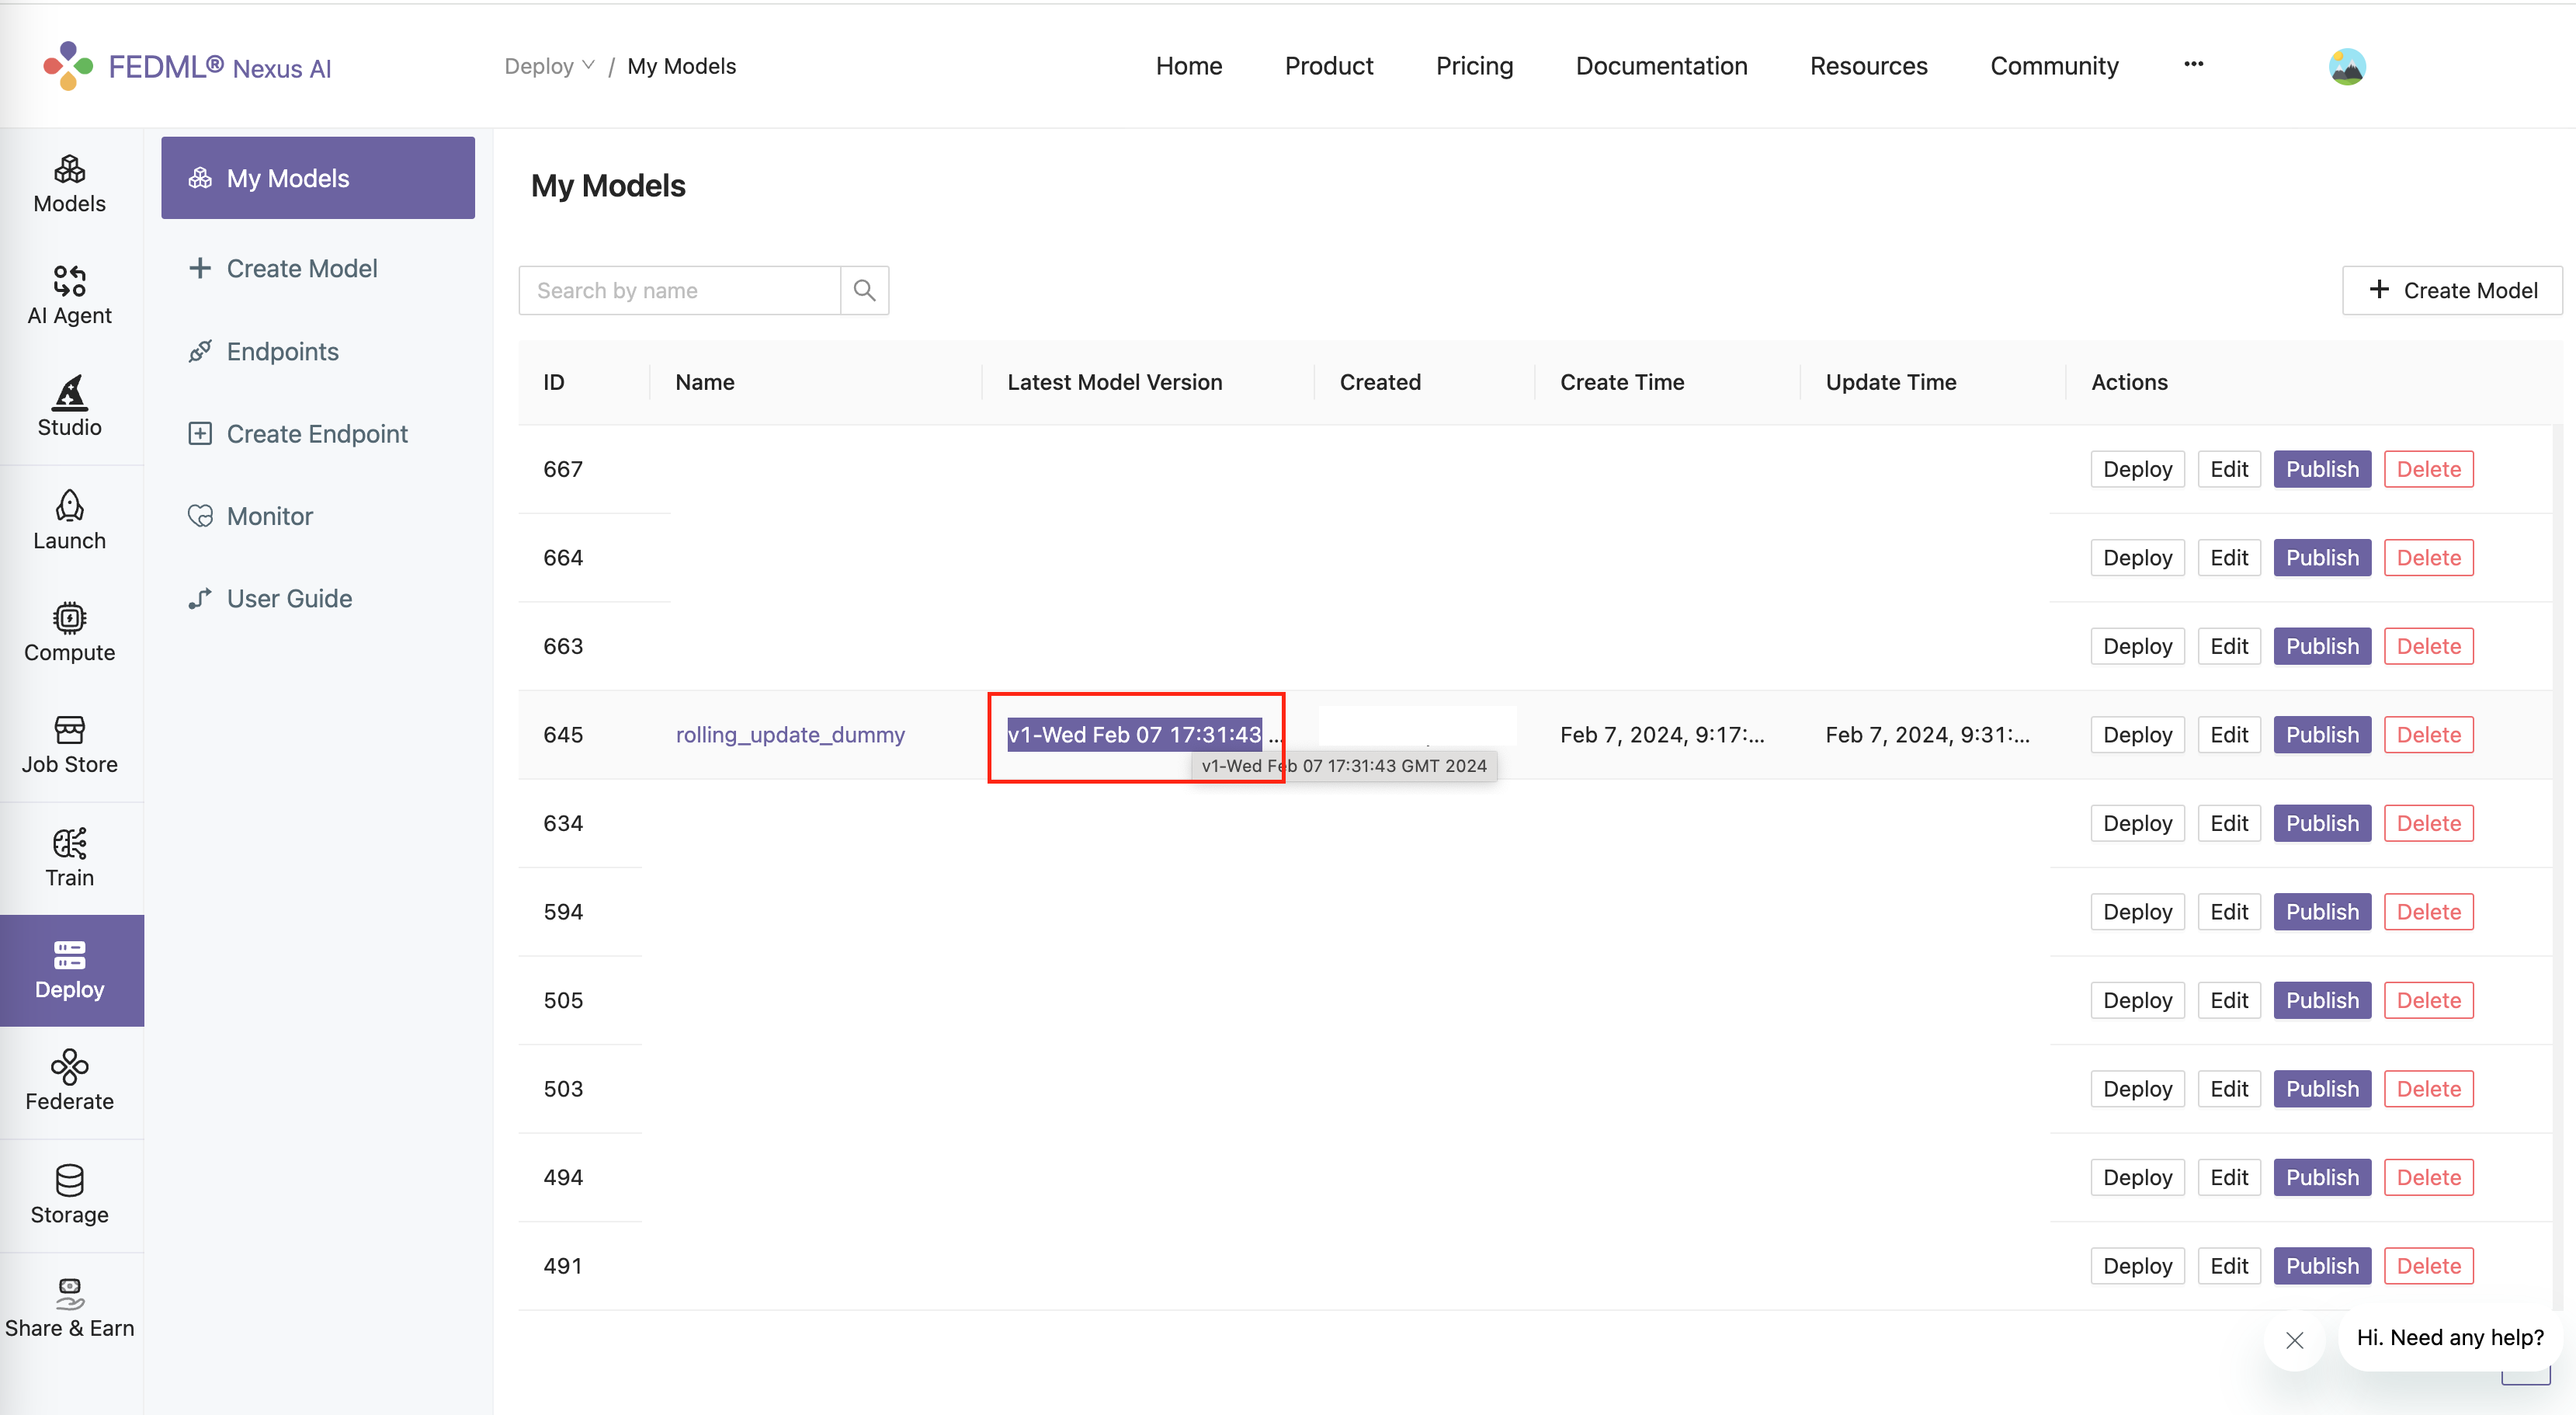 FEDML® Nexus AI
Deploy / My Models
Home Product Pricing Documentation Resources Community ···
Models
AI Agent
Studio
Launch
Compute
Job Store
Train
Deploy
Federate
Storage
Share & Earn
My Models
Create Model
Endpoints
Create Endpoint
Monitor
User Guide
My Models
Search by name
+ Create Model
ID Name Latest Model Version Created Create Time Update Time Actions
667 Deploy Edit Publish Delete
664 Deploy Edit Publish Delete
663 Deploy Edit Publish Delete
645 rolling_update_dummy v1-Wed Feb 07 17:31:43 ... Feb 7, 2024, 9:17:... Feb 7, 2024, 9:31:... Deploy Edit Publish Delete
v1-Wed Feb 07 17:31:43 GMT 2024
634 Deploy Edit Publish Delete
594 Deploy Edit Publish Delete
505 Deploy Edit Publish Delete
503 Deploy Edit Publish Delete
494 Deploy Edit Publish Delete
491 Deploy Edit Publish Delete
Hi. Need any help?